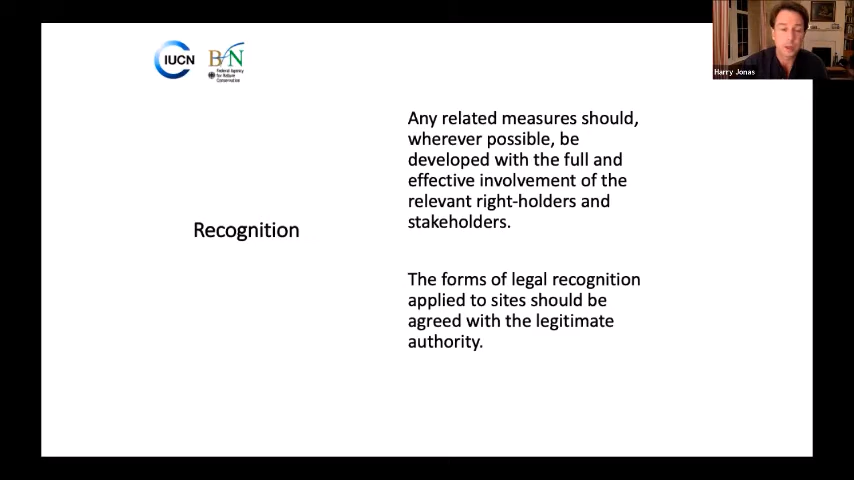 IUCN
BfN
Federal Agency
for Nature
Conservation
Harry Jonas
Any related measures should,
wherever possible, be
developed with the full and
effective involvement of the
relevant right-holders and
stakeholders.
Recognition
The forms of legal recognition
applied to sites should be
agreed with the legitimate
authority.